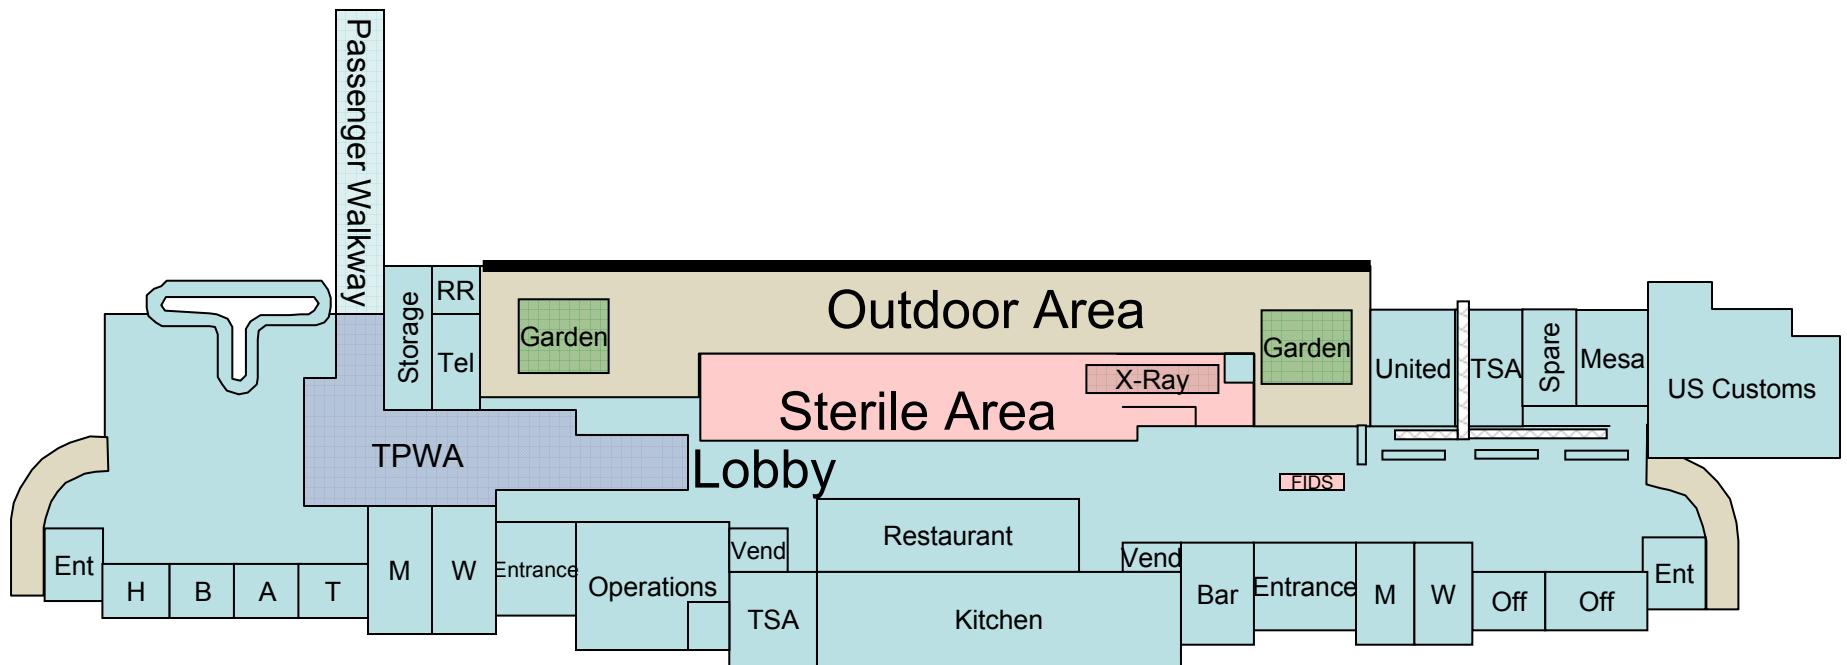 Passenger Walkway
Storage
RR
Tel
Garden
Outdoor Area
Garden
X-Ray
Sterile Area
United
TSA
Spare
Mesa
US Customs
TPWA
Lobby
FIDS
Ent
H
B
A
T
M
W
Entrance
Operations
Vend
TSA
Restaurant
Kitchen
Vend
Bar
Entrance
M
W
Off
Off
Ent